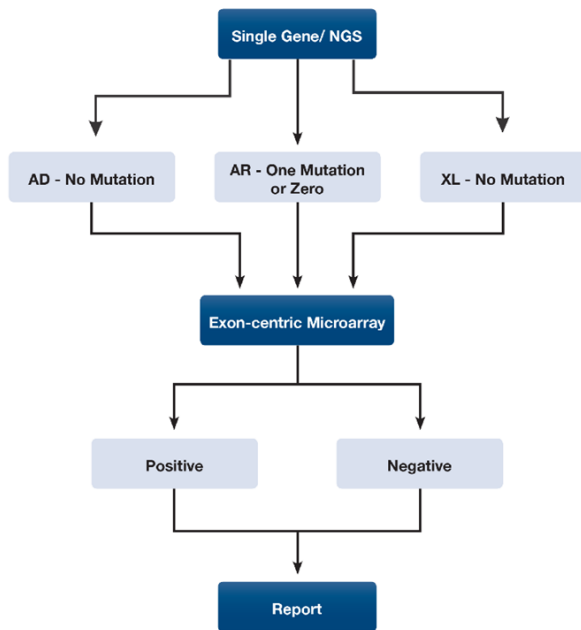 Single Gene/ NGS
AD - No Mutation
AR - One Mutation
or Zero
XL - No Mutation
Exon-centric Microarray
Positive
Negative
Report